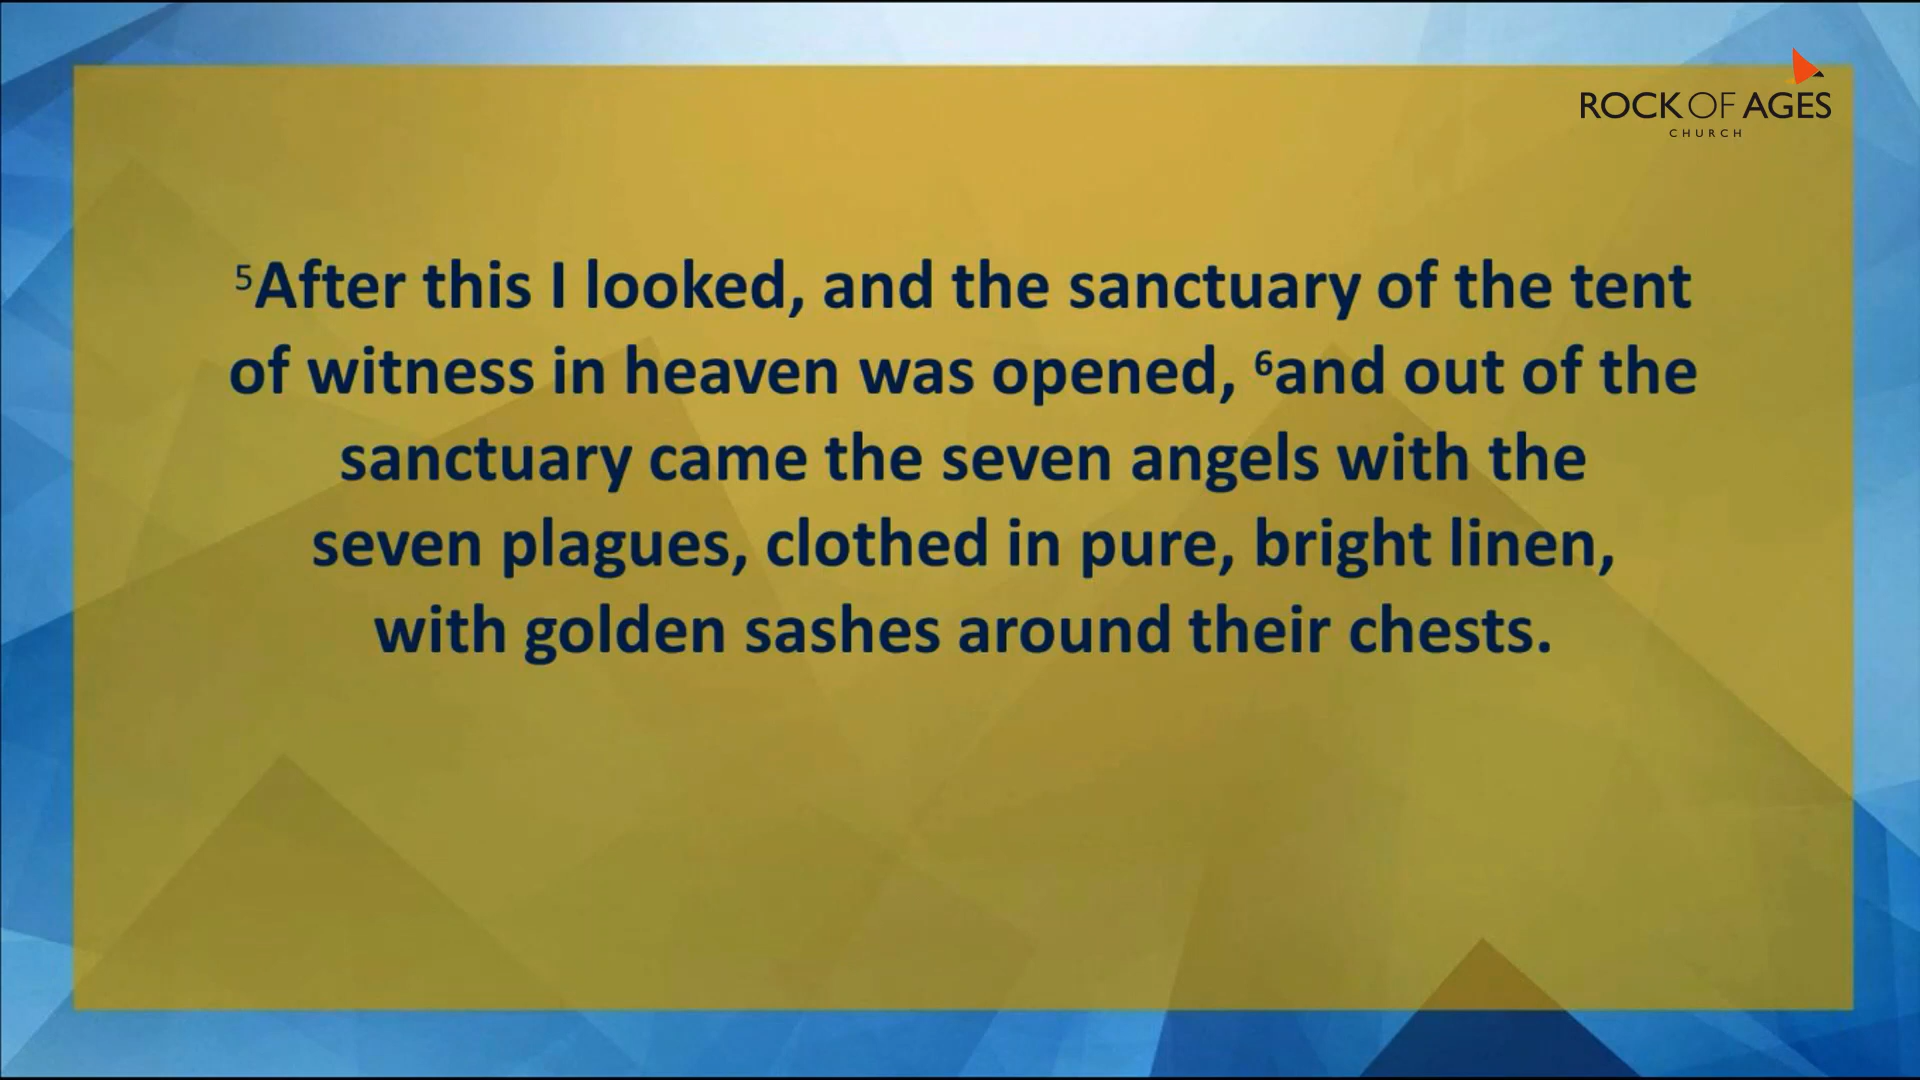 ROCK OF AGES
CHURCH
⁵After this I looked, and the sanctuary of the tent
of witness in heaven was opened, ⁶and out of the
sanctuary came the seven angels with the
seven plagues, clothed in pure, bright linen,
with golden sashes around their chests.